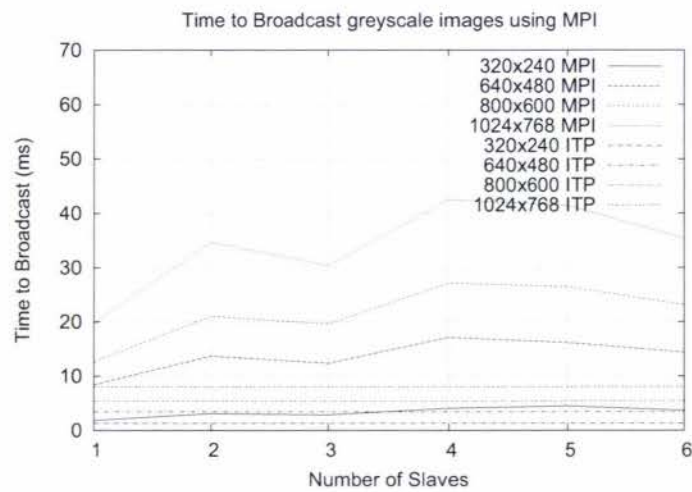 Time to Broadcast greyscale images using MPI
70
60
50
40
30
20
10
0
Time to Broadcast (ms)
320x240 MPI
640x480 MPI
800x600 MPI
1024x768 MPI
320x240 ITP
640x480 ITP
800x600 ITP
1024x768 ITP
1 2 3 4 5 6
Number of Slaves